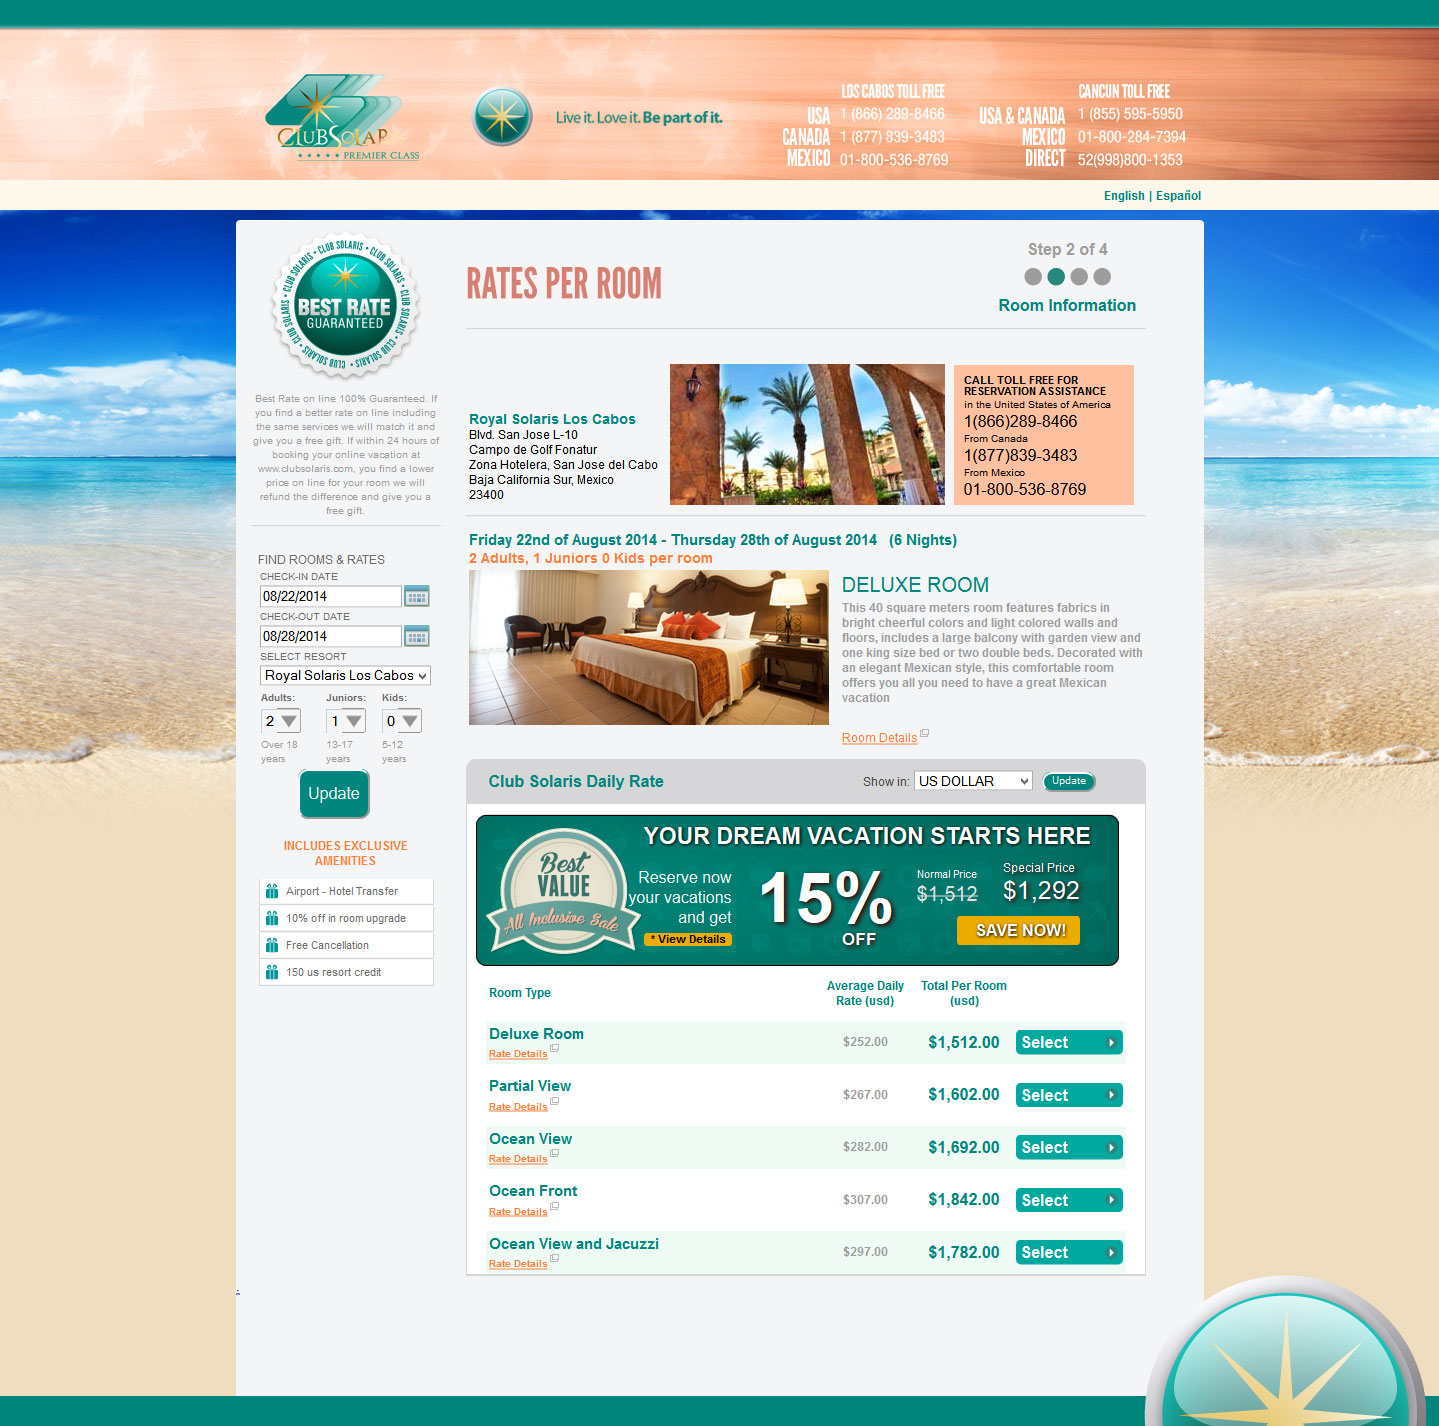 CLUBSOLARIS
★ ★ ★ ★ ★ PREMIER CLASS
Live it. Love it. Be part of it.
LOS CABOS TOLL FREE
USA 1 (866) 289-8466
CANADA 1 (877) 839-3483
MEXICO 01-800-536-8769
CANCUN TOLL FREE
USA & CANADA 1 (855) 595-5950
MEXICO 01-800-284-7394
DIRECT 52(998)800-1353
English | Español
CLUB SOLARIS • CLUB SOLARIS • CLUB SOLARIS • CLUB SOLARIS • CLUB SOLARIS •
BEST RATE
GUARANTEED
Best Rate on line 100% Guaranteed. If
you find a better rate on line including
the same services we will match it and
give you a free gift. If within 24 hours of
booking your online vacation at
www.clubsolaris.com, you find a lower
price on line for your room we will
refund the difference and give you a
free gift.
FIND ROOMS & RATES
CHECK-IN DATE
08/22/2014
CHECK-OUT DATE
08/28/2014
SELECT RESORT
Royal Solaris Los Cabos
Adults: Juniors: Kids:
2 1 0
Over 18 13-17 5-12
years years years
Update
INCLUDES EXCLUSIVE
AMENITIES
Airport - Hotel Transfer
10% off in room upgrade
Free Cancellation
150 us resort credit
RATES PER ROOM
Step 2 of 4
Room Information
Royal Solaris Los Cabos
Blvd. San Jose L-10
Campo de Golf Fonatur
Zona Hotelera, San Jose del Cabo
Baja California Sur, Mexico
23400
CALL TOLL FREE FOR
RESERVATION ASSISTANCE
in the United States of America
1(866)289-8466
From Canada
1(877)839-3483
From Mexico
01-800-536-8769
Friday 22nd of August 2014 - Thursday 28th of August 2014 (6 Nights)
2 Adults, 1 Juniors 0 Kids per room
DELUXE ROOM
This 40 square meters room features fabrics in
bright cheerful colors and light colored walls and
floors, includes a large balcony with garden view and
one king size bed or two double beds. Decorated with
an elegant Mexican style, this comfortable room
offers you all you need to have a great Mexican
vacation
Room Details
Club Solaris Daily Rate
Show in: US DOLLAR Update
Best
VALUE
All Inclusive Sale
YOUR DREAM VACATION STARTS HERE
Reserve now
your vacations
and get
* View Details
15%
OFF
Normal Price
$1,512
Special Price
$1,292
SAVE NOW!
Room Type
Average Daily
Rate (usd)
Total Per Room
(usd)
Deluxe Room
Rate Details
$252.00 $1,512.00 Select
Partial View
Rate Details
$267.00 $1,602.00 Select
Ocean View
Rate Details
$282.00 $1,692.00 Select
Ocean Front
Rate Details
$307.00 $1,842.00 Select
Ocean View and Jacuzzi
Rate Details
$297.00 $1,782.00 Select